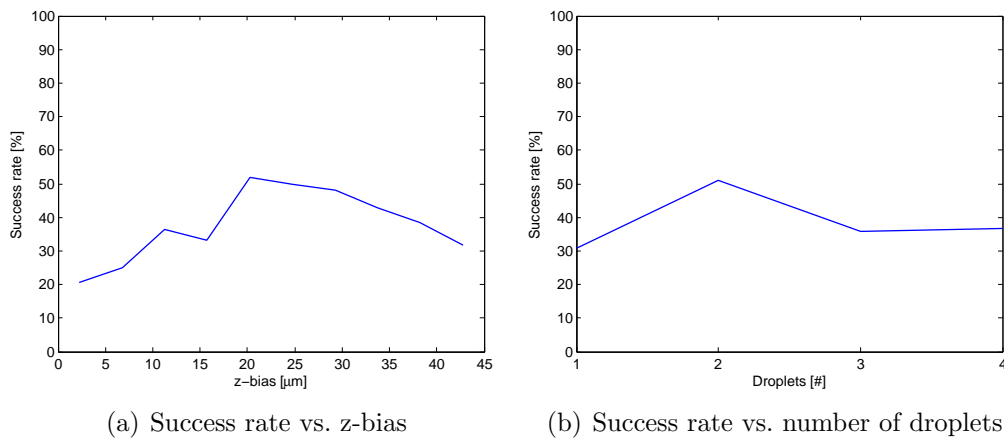 100
90
80
70
60
50
40
30
20
10
0
Success rate [%]
0 5 10 15 20 25 30 35 40 45
z−bias [µm]
(a) Success rate vs. z-bias
100
90
80
70
60
50
40
30
20
10
0
Success rate [%]
1 2 3 4
Droplets [#]
(b) Success rate vs. number of droplets